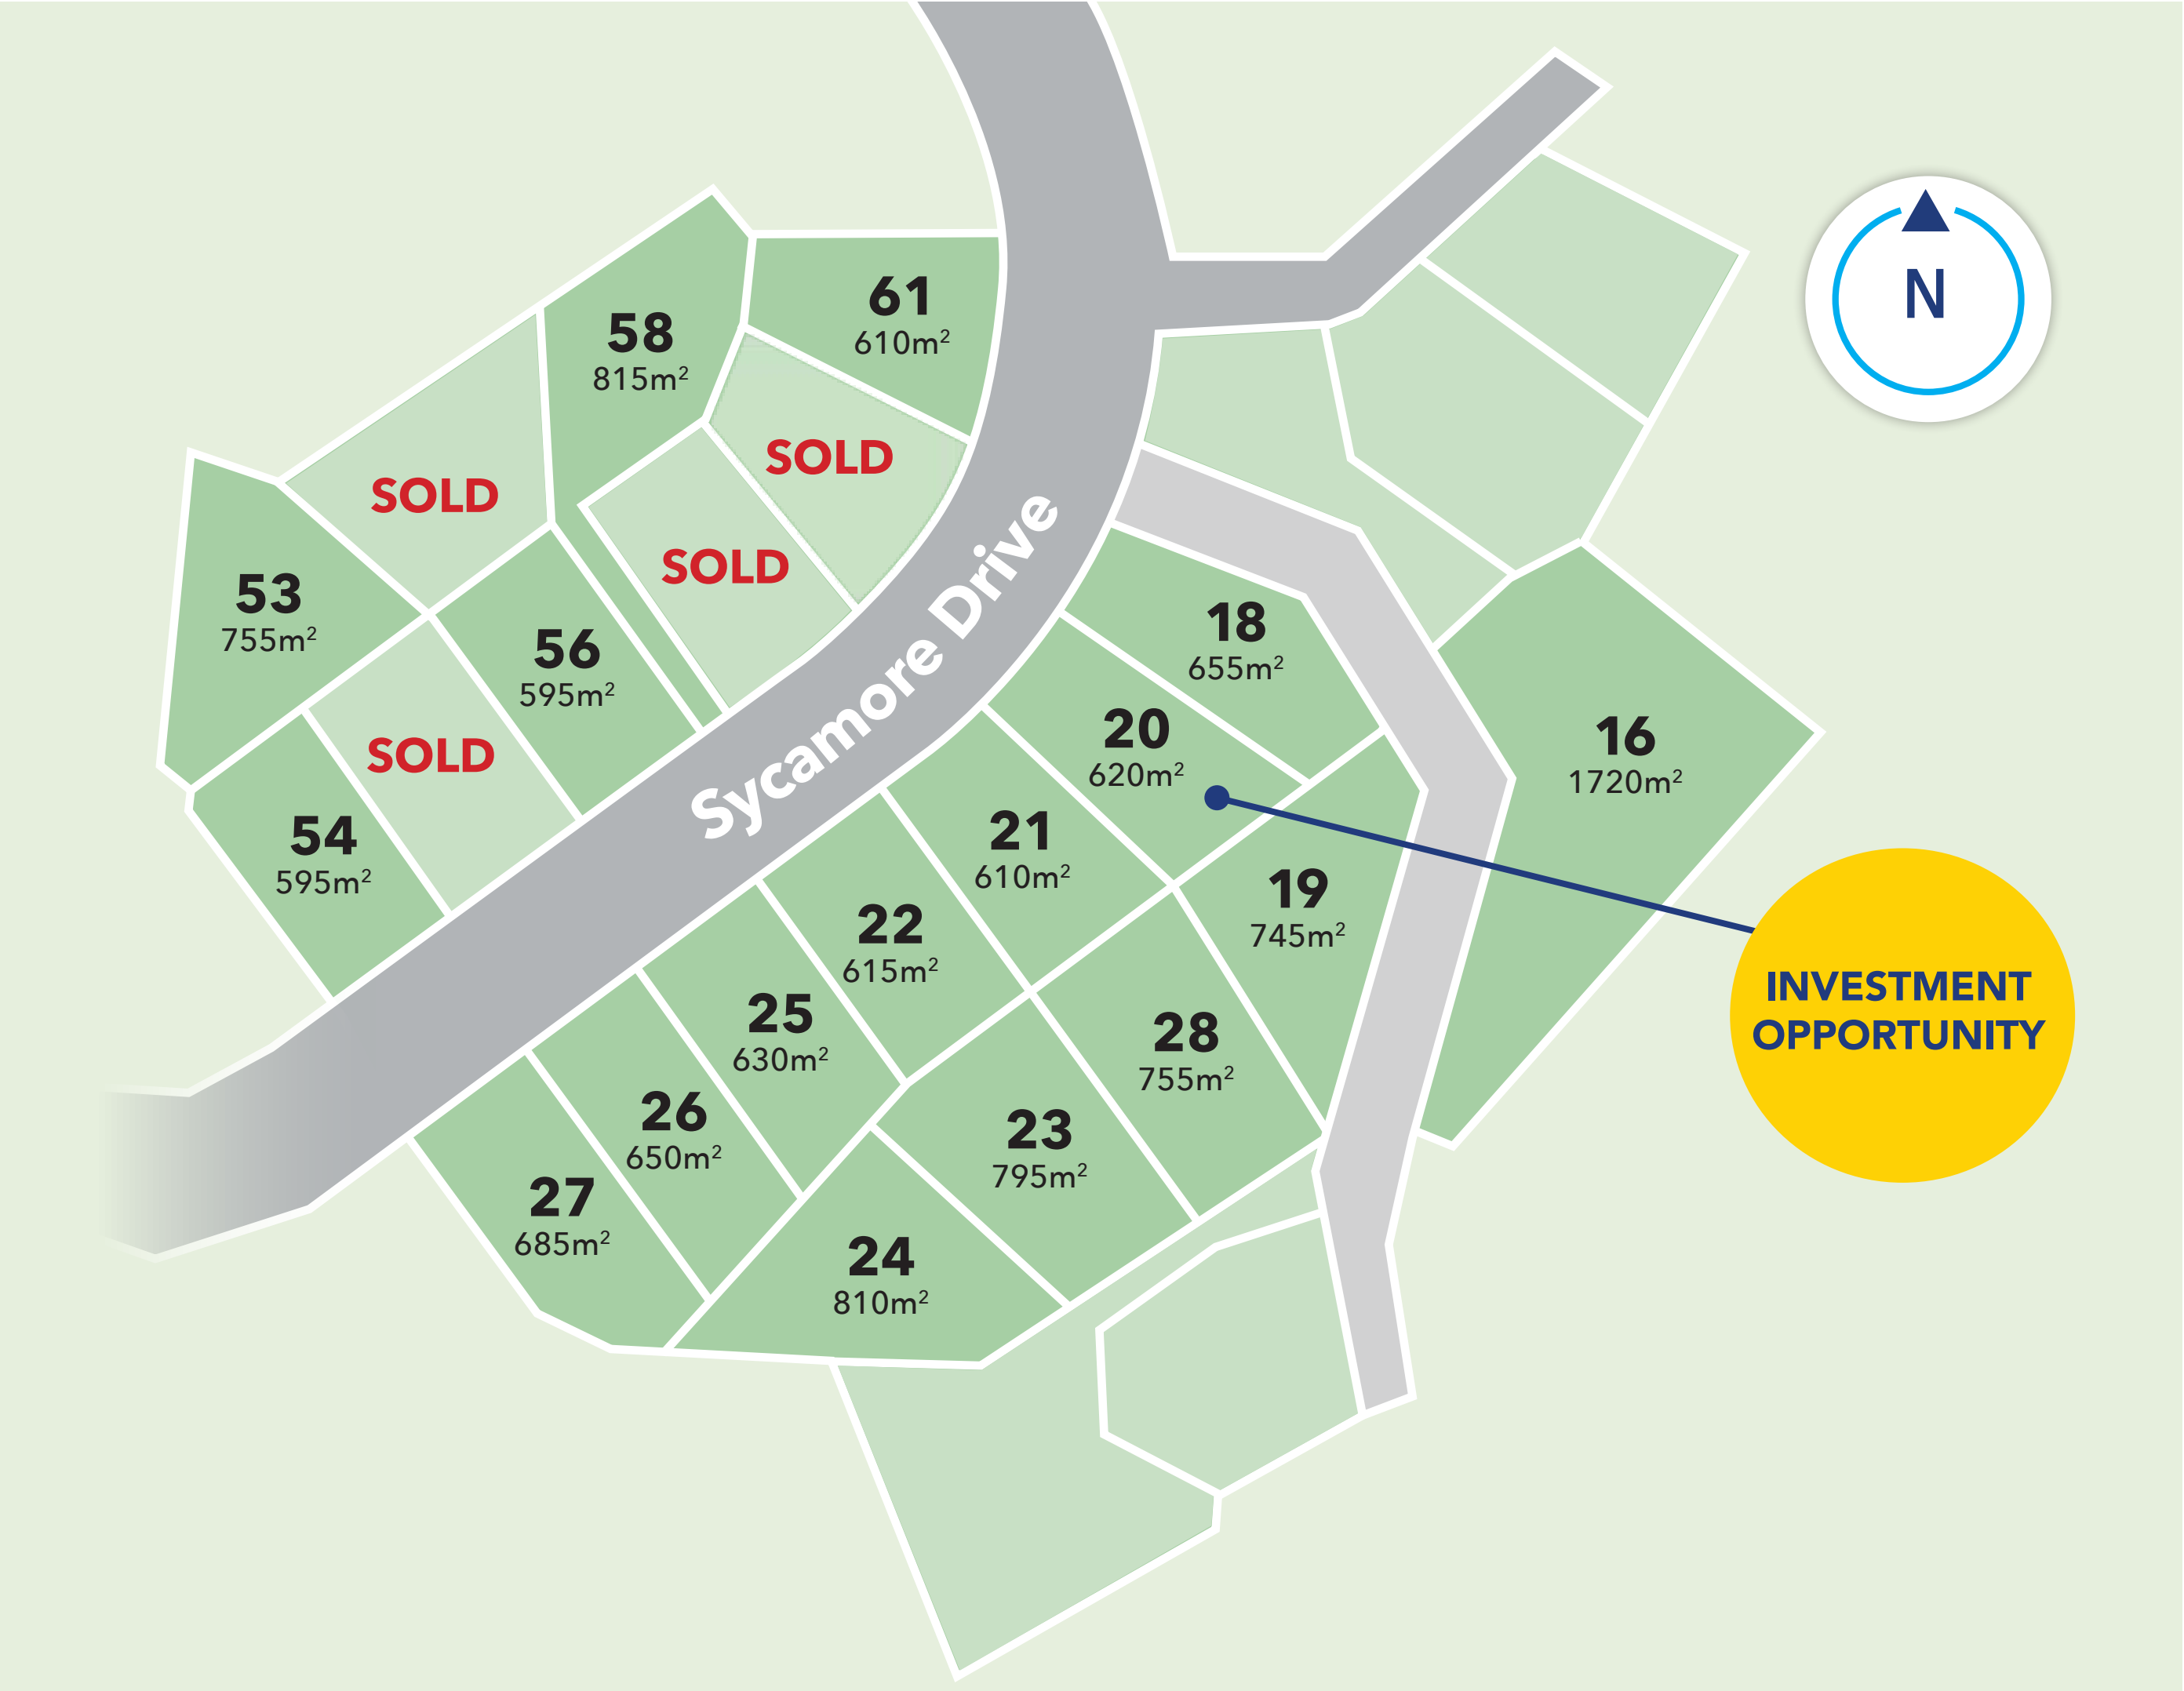 N
61
610m²
58
815m²
SOLD
SOLD
SOLD
53
755m²
56
595m²
SOLD
54
595m²
Sycamore Drive
18
655m²
20
620m²
16
1720m²
21
610m²
19
745m²
22
615m²
25
630m²
28
755m²
26
650m²
23
795m²
27
685m²
24
810m²
INVESTMENT
OPPORTUNITY